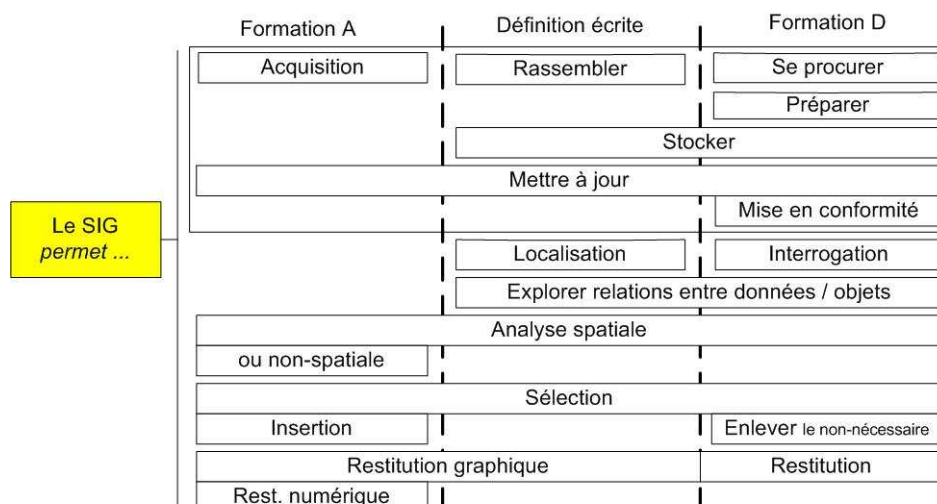 Formation A
Définition écrite
Formation D
Acquisition
Rassembler
Se procurer
Préparer
Stocker
Mettre à jour
Mise en conformité
Le SIG
permet ...
Localisation
Interrogation
Explorer relations entre données / objets
Analyse spatiale
ou non-spatiale
Sélection
Insertion
Enlever le non-nécessaire
Restitution graphique
Restitution
Rest. numérique